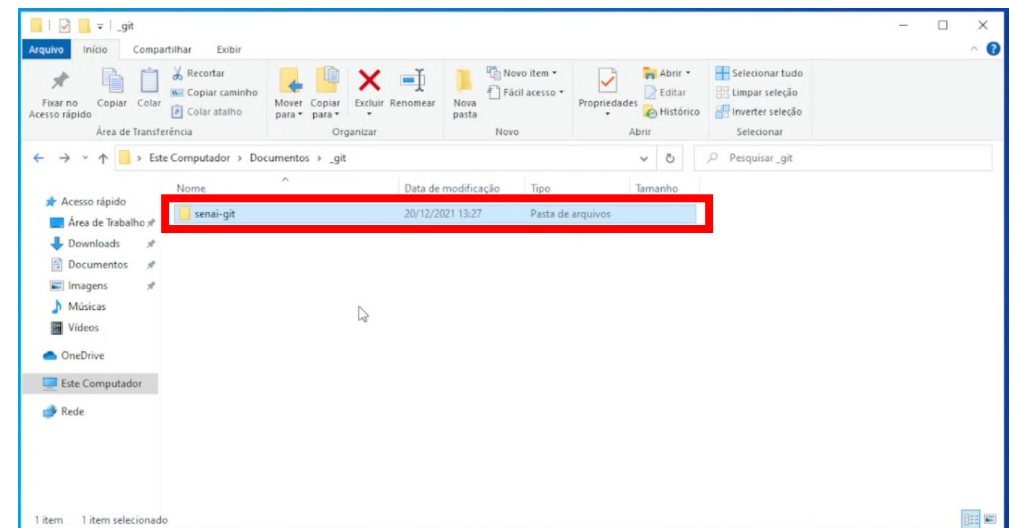 _git
Arquivo Início Compartilhar Exibir
Fixar no Acesso rápido
Copiar
Colar
Recortar
Copiar caminho
Colar atalho
Área de Transferência
Mover para
Copiar para
Excluir
Renomear
Organizar
Nova pasta
Novo item
Fácil acesso
Novo
Propriedades
Abrir
Editar
Histórico
Abrir
Selecionar tudo
Limpar seleção
Inverter seleção
Selecionar
Este Computador > Documentos > _git
Pesquisar _git
Nome Data de modificação Tipo Tamanho
senai-git 20/12/2021 13:27 Pasta de arquivos
Acesso rápido
Área de Trabalho
Downloads
Documentos
Imagens
Músicas
Vídeos
OneDrive
Este Computador
Rede
1 item 1 item selecionado